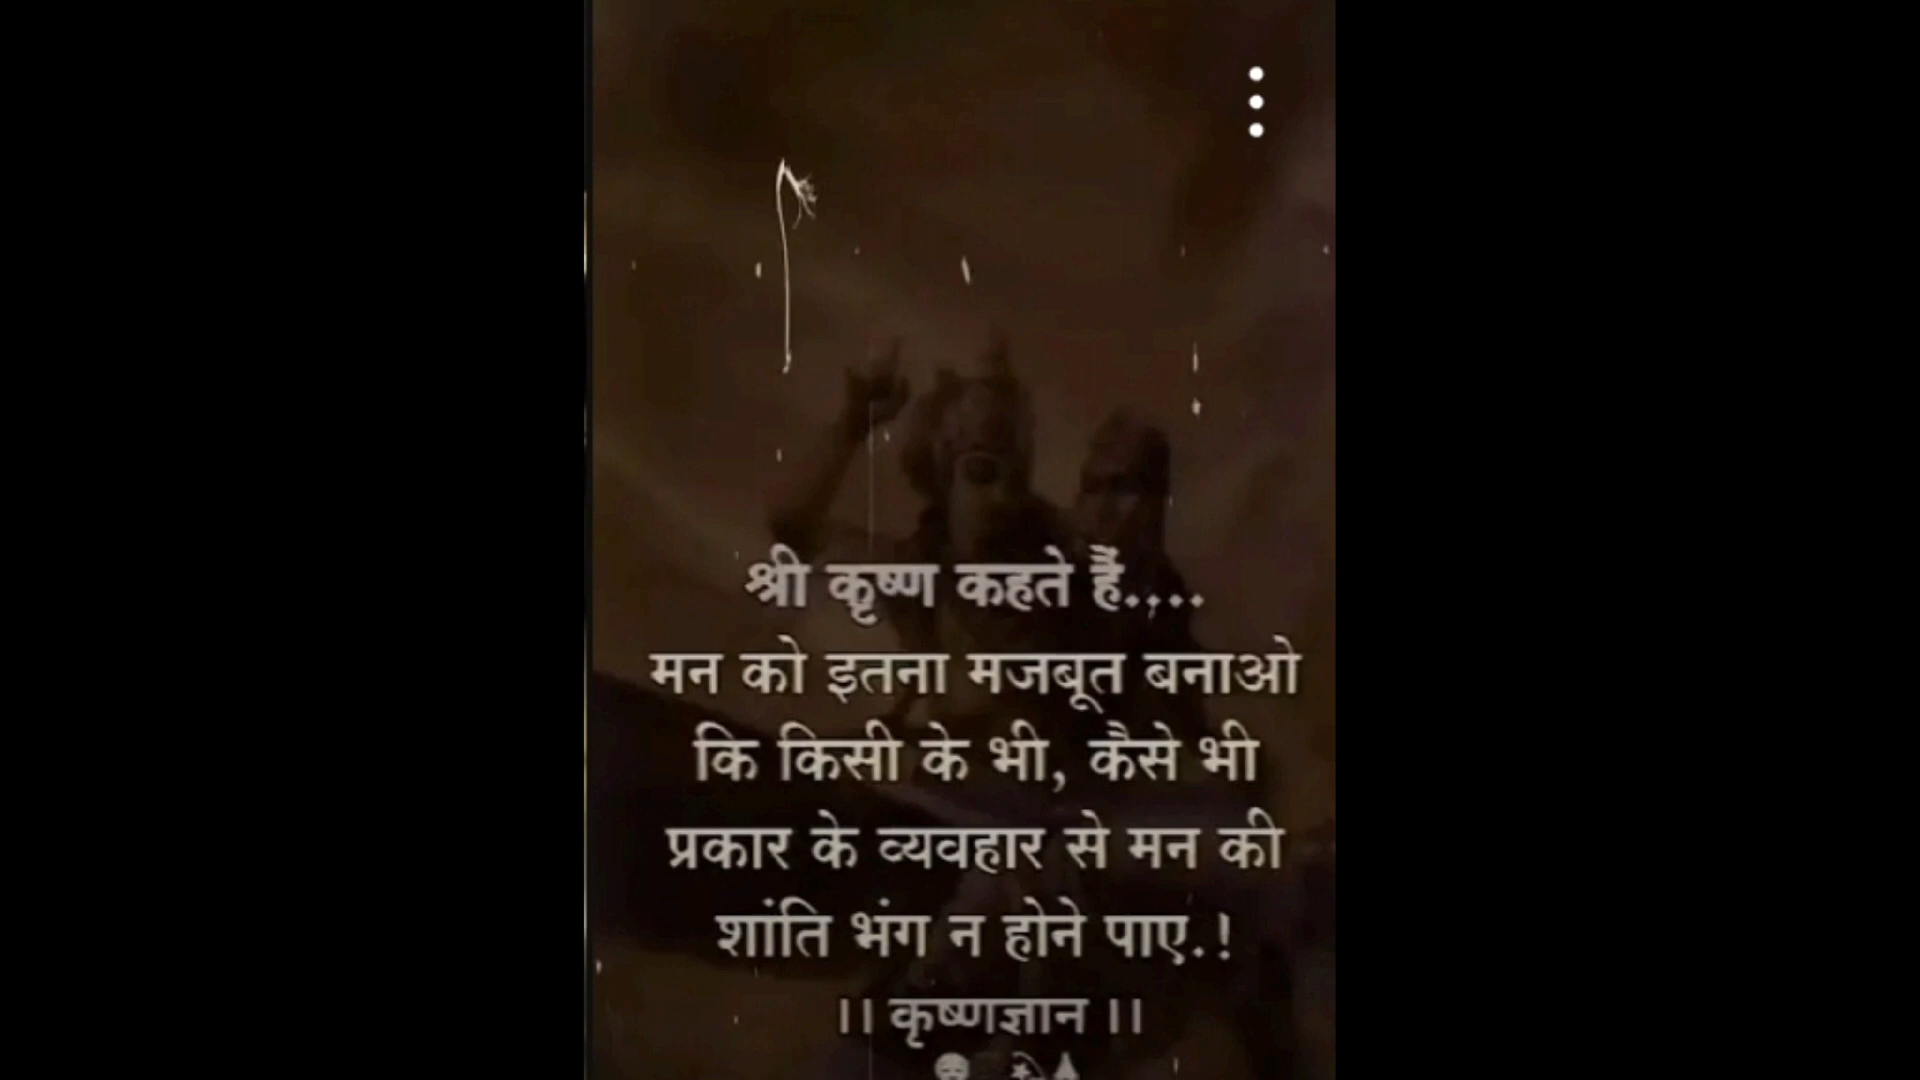 श्री कृष्ण कहते हैं....
मन को इतना मजबूत बनाओ
कि किसी के भी, कैसे भी
प्रकार के व्यवहार से मन की
शांति भंग न होने पाए.!
।। कृष्णज्ञान ।।